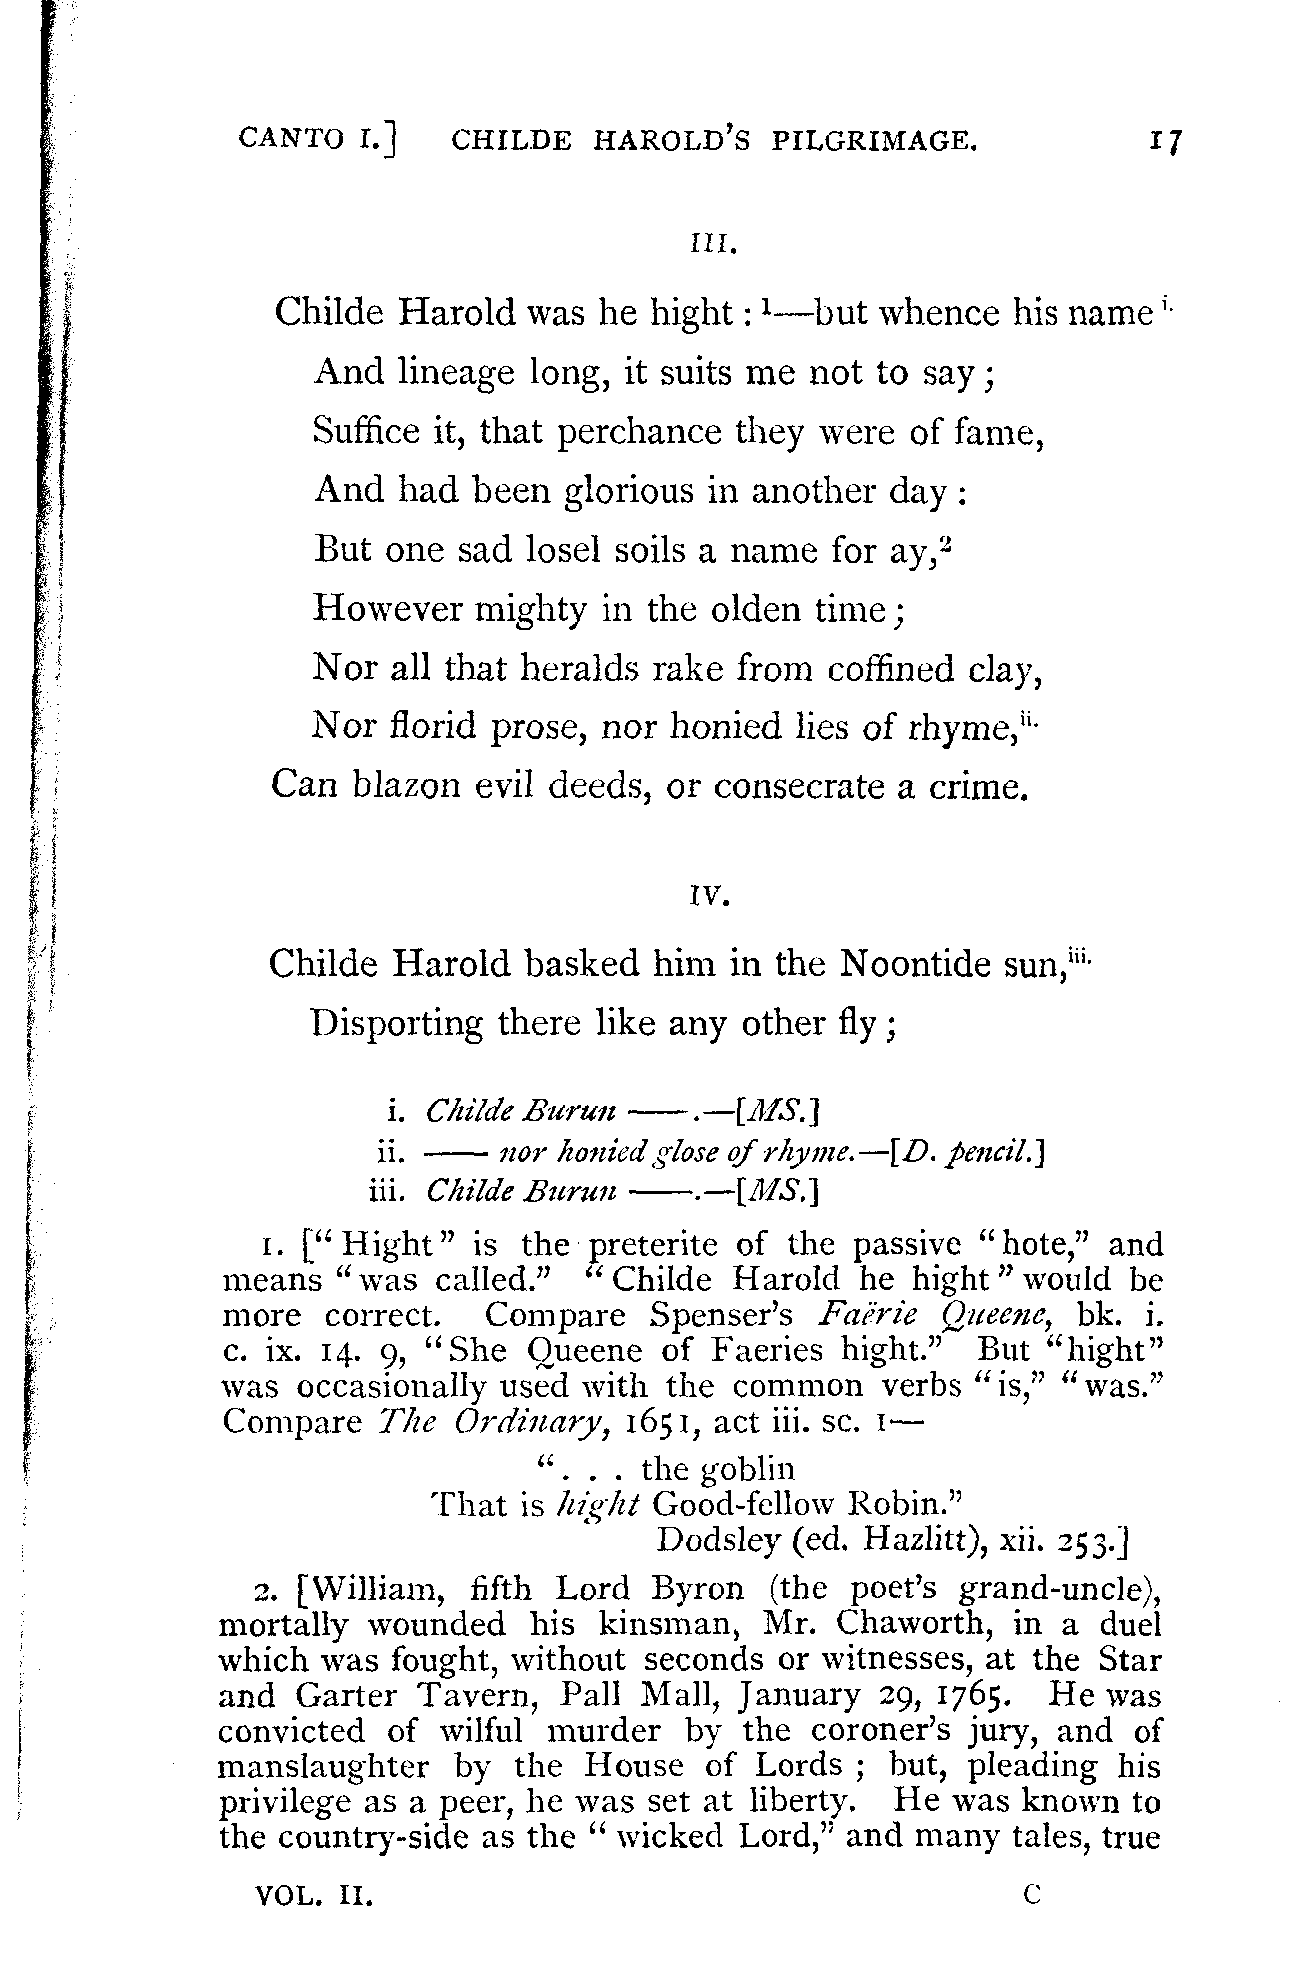 CANTO I.] CHILDE HAROLD'S PILGRIMAGE. 17
III.
Childe Harold was he hight : ¹—but whence his name i.
And lineage long, it suits me not to say ;
Suffice it, that perchance they were of fame,
And had been glorious in another day :
But one sad losel soils a name for ay,²
However mighty in the olden time ;
Nor all that heralds rake from coffined clay,
Nor florid prose, nor honied lies of rhyme,ii.
Can blazon evil deeds, or consecrate a crime.
IV.
Childe Harold basked him in the Noontide sun,iii.
Disporting there like any other fly ;
i. Childe Burun ——.—[MS.]
ii. —— nor honied glose of rhyme.—[D. pencil.]
iii. Childe Burun ——.—[MS.]
1. [“Hight” is the preterite of the passive “hote,” and
means “was called.” “Childe Harold he hight” would be
more correct. Compare Spenser's Faërie Queene, bk. i.
c. ix. 14. 9, “She Queene of Faeries hight.” But “hight”
was occasionally used with the common verbs “is,” “was.”
Compare The Ordinary, 1651, act iii. sc. 1—
“. . . the goblin
That is hight Good-fellow Robin.”
Dodsley (ed. Hazlitt), xii. 253.]
2. [William, fifth Lord Byron (the poet's grand-uncle),
mortally wounded his kinsman, Mr. Chaworth, in a duel
which was fought, without seconds or witnesses, at the Star
and Garter Tavern, Pall Mall, January 29, 1765. He was
convicted of wilful murder by the coroner's jury, and of
manslaughter by the House of Lords ; but, pleading his
privilege as a peer, he was set at liberty. He was known to
the country-side as the “wicked Lord,” and many tales, true
VOL. II. C